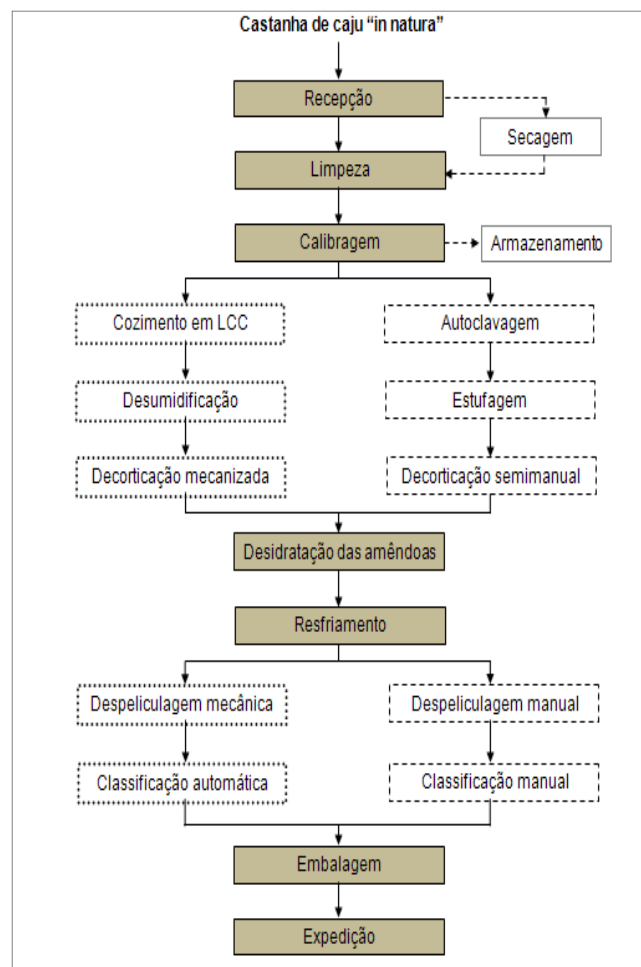 Castanha de caju “in natura”
Recepção
Secagem
Limpeza
Calibragem
Armazenamento
Cozimento em LCC
Autoclavagem
Desumidificação
Estufagem
Decorticação mecanizada
Decorticação semimanual
Desidratação das amêndoas
Resfriamento
Despeliculagem mecânica
Despeliculagem manual
Classificação automática
Classificação manual
Embalagem
Expedição